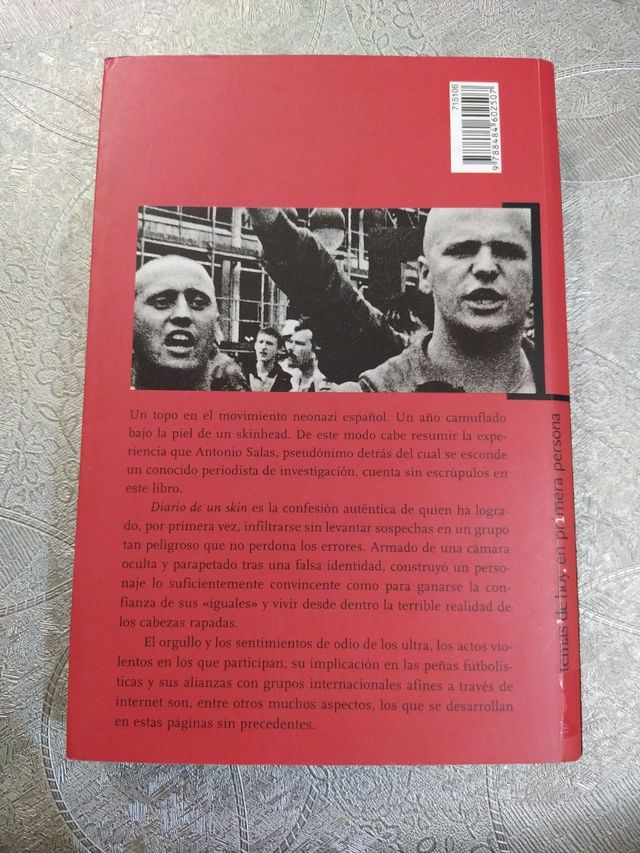 715106
9 788484 602507
Un topo en el movimiento neonazi español. Un año camuflado
bajo la piel de un skinhead. De este modo cabe resumir la expe-
riencia que Antonio Salas, pseudónimo detrás del cual se esconde
un conocido periodista de investigación, cuenta sin escrúpulos en
este libro.
Diario de un skin es la confesión auténtica de quien ha logra-
do, por primera vez, infiltrarse sin levantar sospechas en un grupo
tan peligroso que no perdona los errores. Armado de una cámara
oculta y parapetado tras una falsa identidad, construyó un perso-
naje lo suficientemente convincente como para ganarse la con-
fianza de sus «iguales» y vivir desde dentro la terrible realidad de
los cabezas rapadas.
El orgullo y los sentimientos de odio de los ultra, los actos vio-
lentos en los que participan, su implicación en las peñas futbolís-
ticas y sus alianzas con grupos internacionales afines a través de
internet son, entre otros muchos aspectos, los que se desarrollan
en estas páginas sin precedentes.
temas de hoy. en primera persona